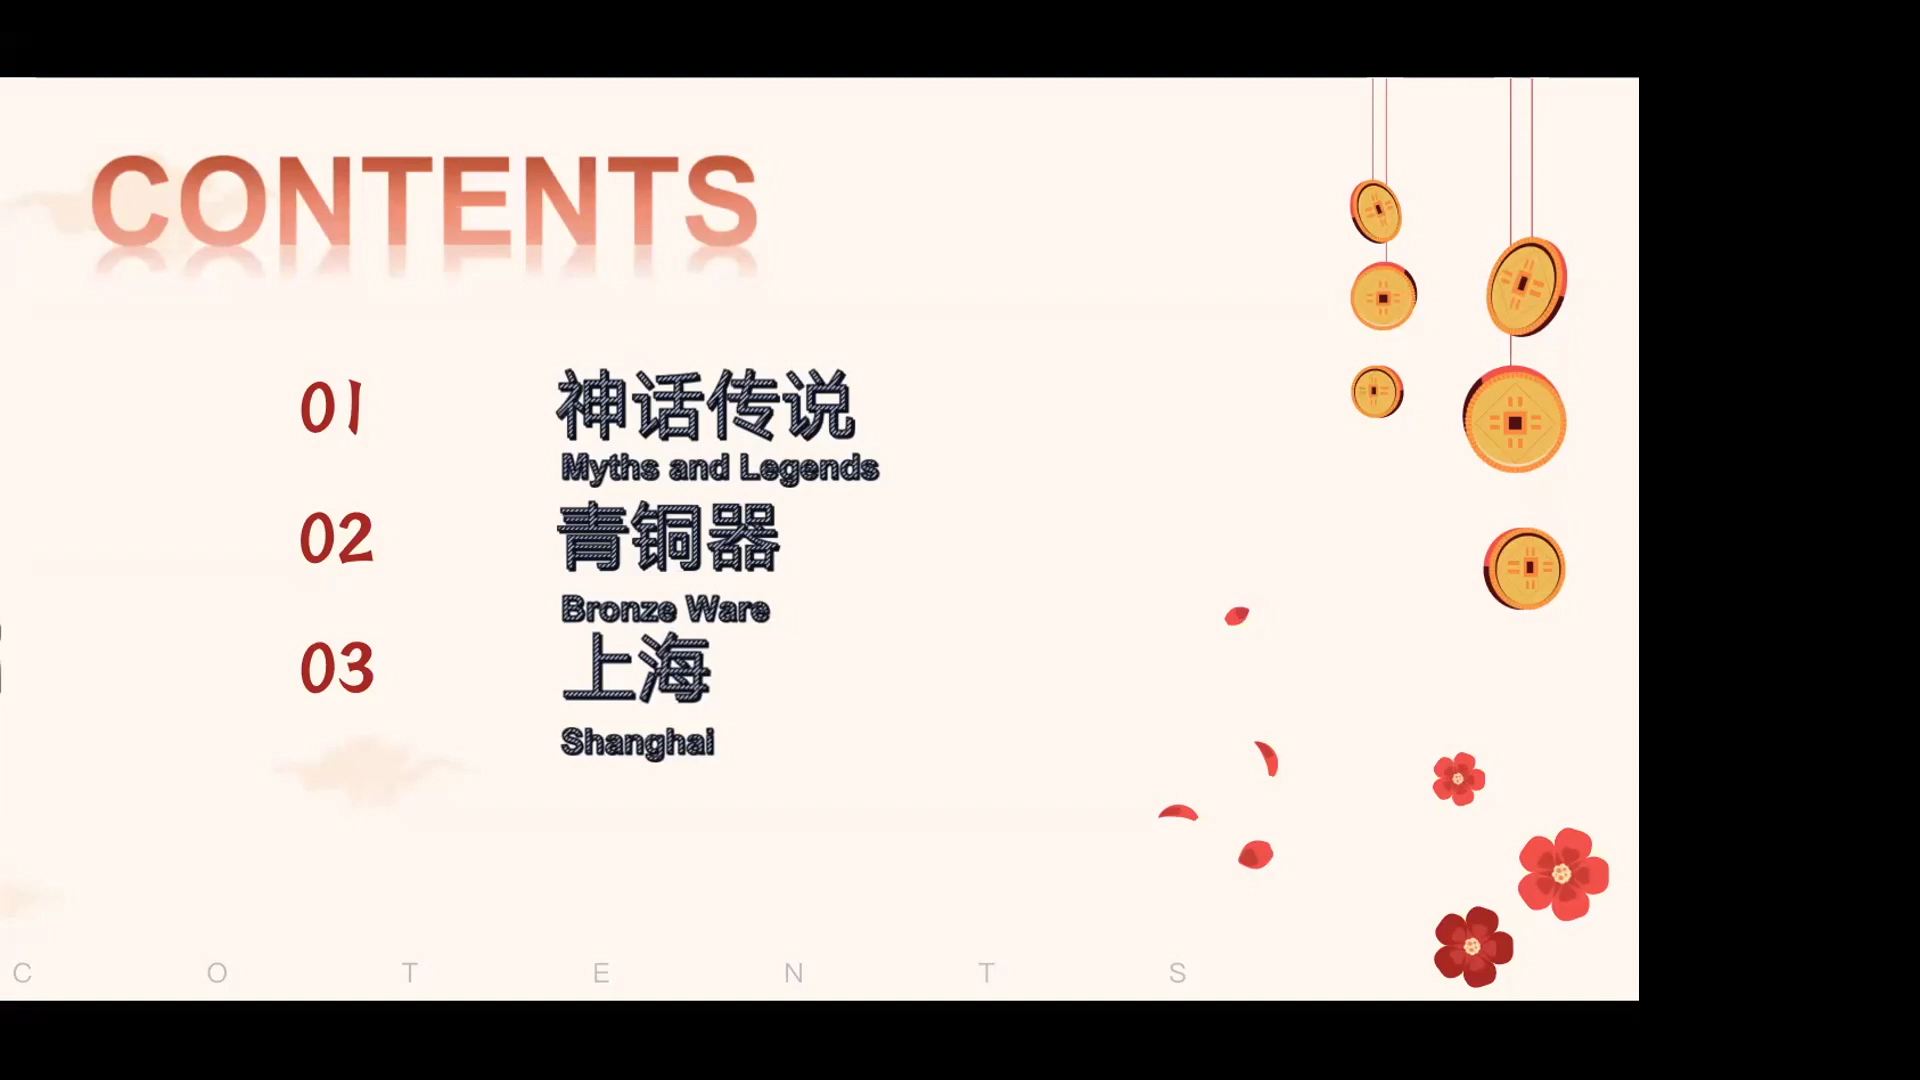 CONTENTS
01 神话传说
Myths and Legends
02 青铜器
Bronze Ware
03 上海
Shanghai
C O T E N T S